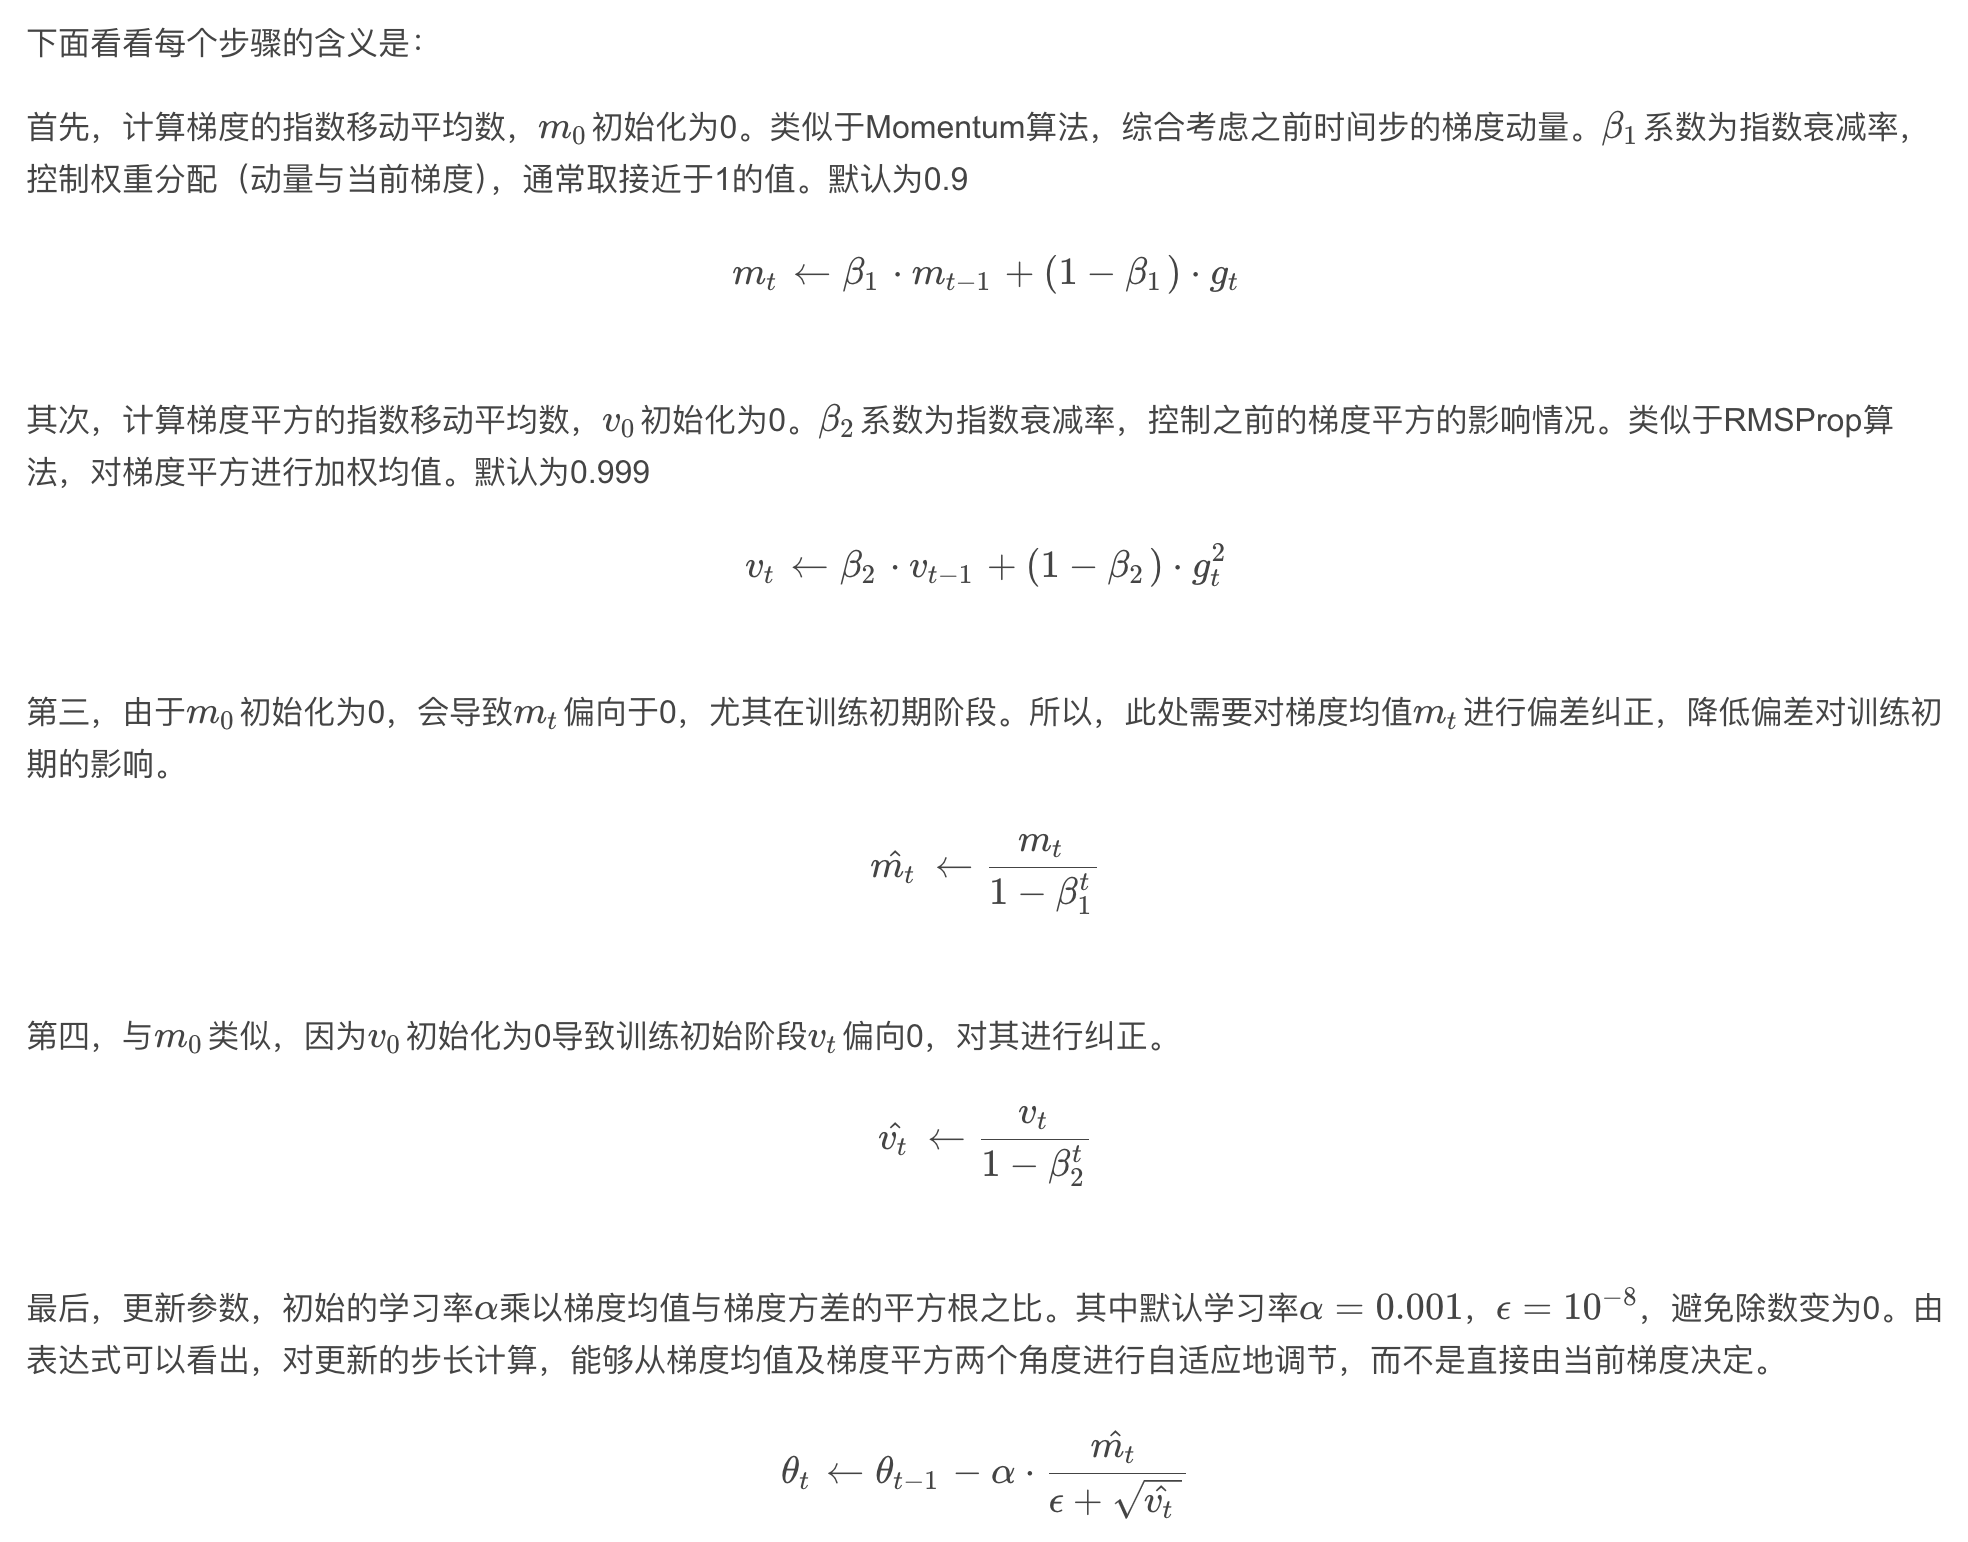 下面看看每个步骤的含义是：
首先，计算梯度的指数移动平均数，$m_0$ 初始化为0。类似于Momentum算法，综合考虑之前时间步的梯度动量。$\beta_1$ 系数为指数衰减率，
控制权重分配（动量与当前梯度），通常取接近于1的值。默认为0.9
$m_t \leftarrow \beta_1 \cdot m_{t-1} + (1 - \beta_1) \cdot g_t$
其次，计算梯度平方的指数移动平均数，$v_0$ 初始化为0。$\beta_2$ 系数为指数衰减率，控制之前的梯度平方的影响情况。类似于RMSProp算
法，对梯度平方进行加权均值。默认为0.999
$v_t \leftarrow \beta_2 \cdot v_{t-1} + (1 - \beta_2) \cdot g_t^2$
第三，由于$m_0$ 初始化为0，会导致$m_t$ 偏向于0，尤其在训练初期阶段。所以，此处需要对梯度均值$m_t$ 进行偏差纠正，降低偏差对训练初
期的影响。
$\hat{m_t} \leftarrow \frac{m_t}{1 - \beta_1^t}$
第四，与$m_0$ 类似，因为$v_0$ 初始化为0导致训练初始阶段$v_t$ 偏向0，对其进行纠正。
$\hat{v_t} \leftarrow \frac{v_t}{1 - \beta_2^t}$
最后，更新参数，初始的学习率$\alpha$乘以梯度均值与梯度方差的平方根之比。其中默认学习率$\alpha = 0.001$，$\epsilon = 10^{-8}$，避免除数变为0。由
表达式可以看出，对更新的步长计算，能够从梯度均值及梯度平方两个角度进行自适应地调节，而不是直接由当前梯度决定。
$\theta_t \leftarrow \theta_{t-1} - \alpha \cdot \frac{\hat{m_t}}{\epsilon + \sqrt{\hat{v_t}}}$